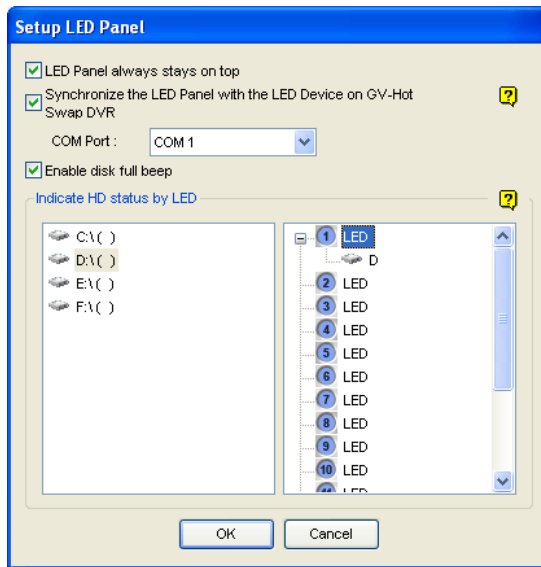 Setup LED Panel
LED Panel always stays on top
Synchronize the LED Panel with the LED Device on GV-Hot
Swap DVR
COM Port :
COM 1
Enable disk full beep
Indicate HD status by LED
C:\ ( )
D:\ ( )
E:\ ( )
F:\ ( )
1 LED
D
2 LED
3 LED
4 LED
5 LED
6 LED
7 LED
8 LED
9 LED
10 LED
11 LED
OK
Cancel